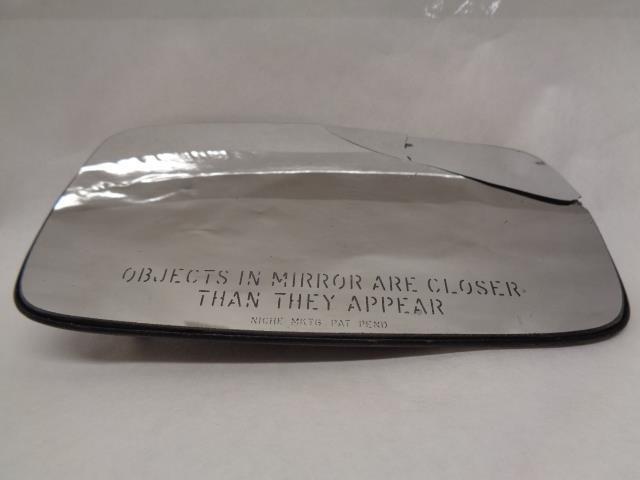 OBJECTS IN MIRROR ARE CLOSER
THAN THEY APPEAR
NICHE MKTG PAT PEND